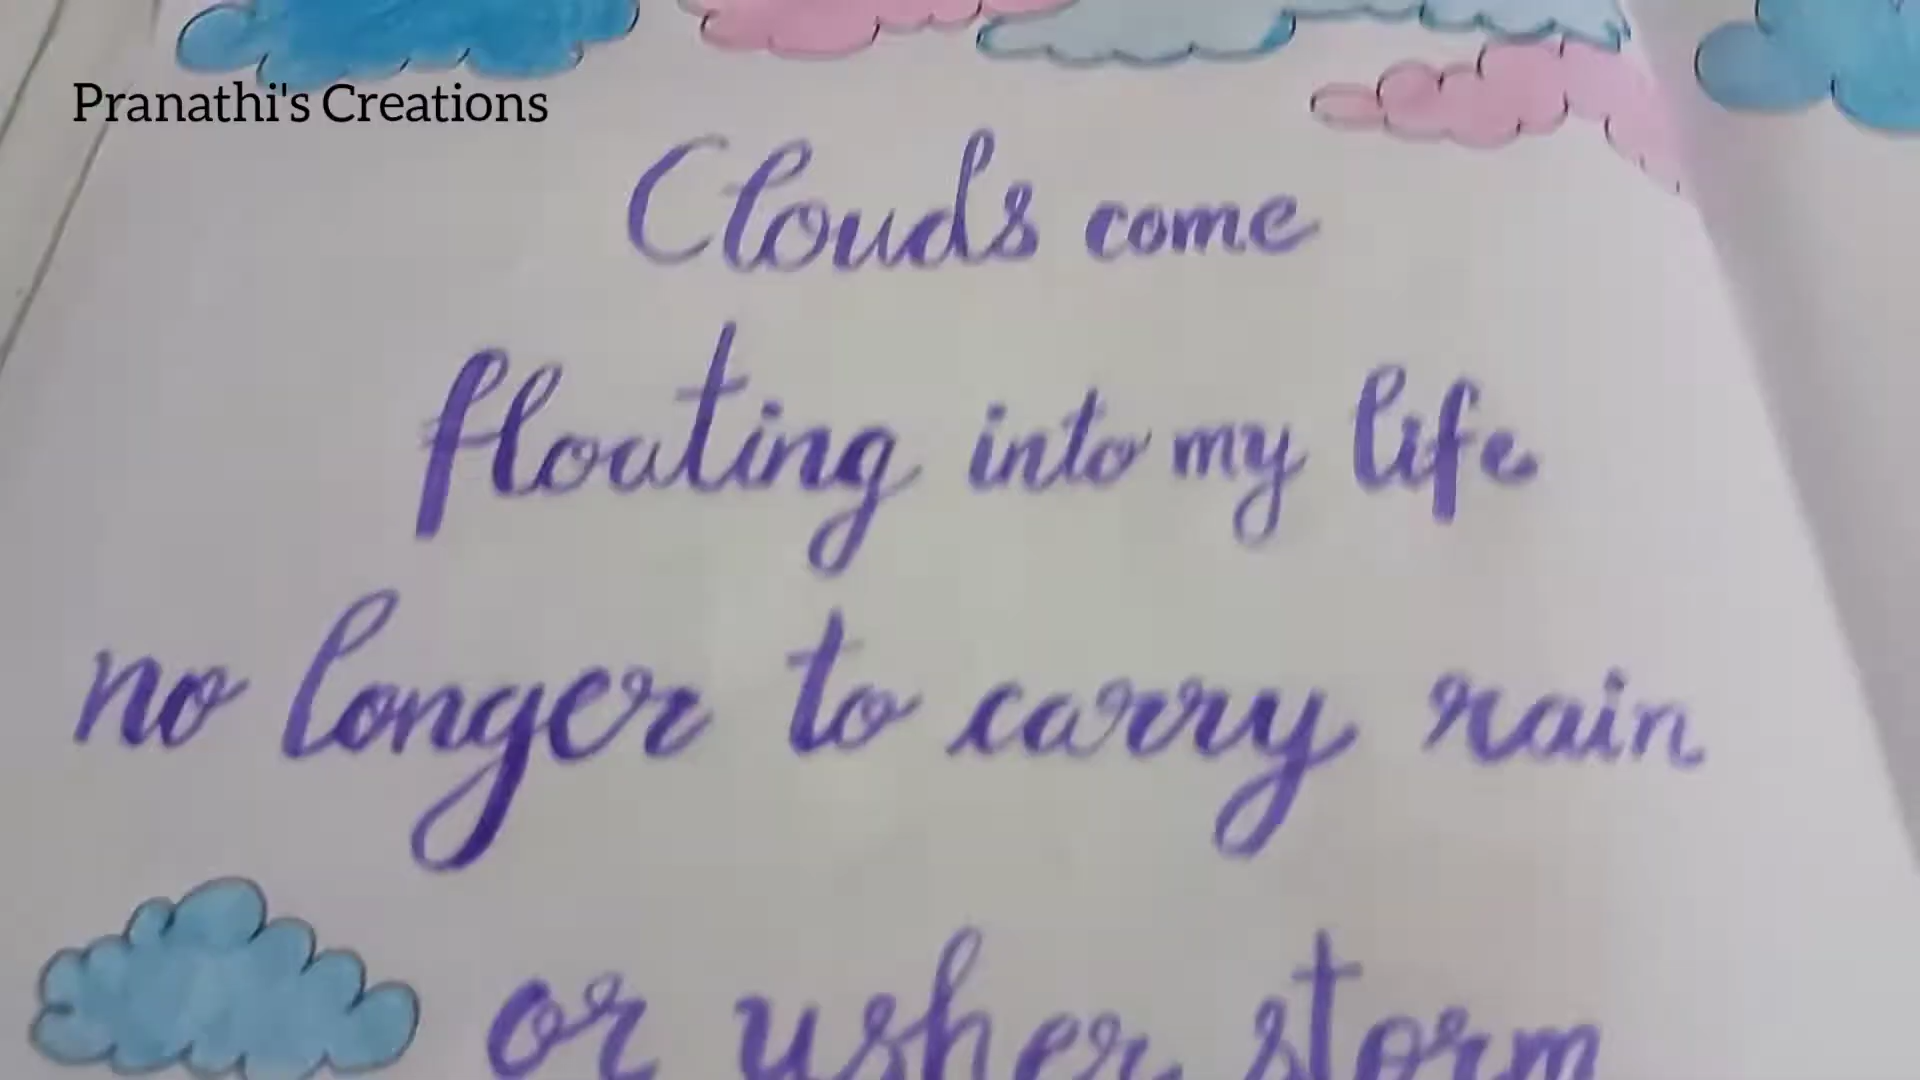 Pranathi's Creations
Clouds come
floating into my life
no longer to carry rain
or usher storm